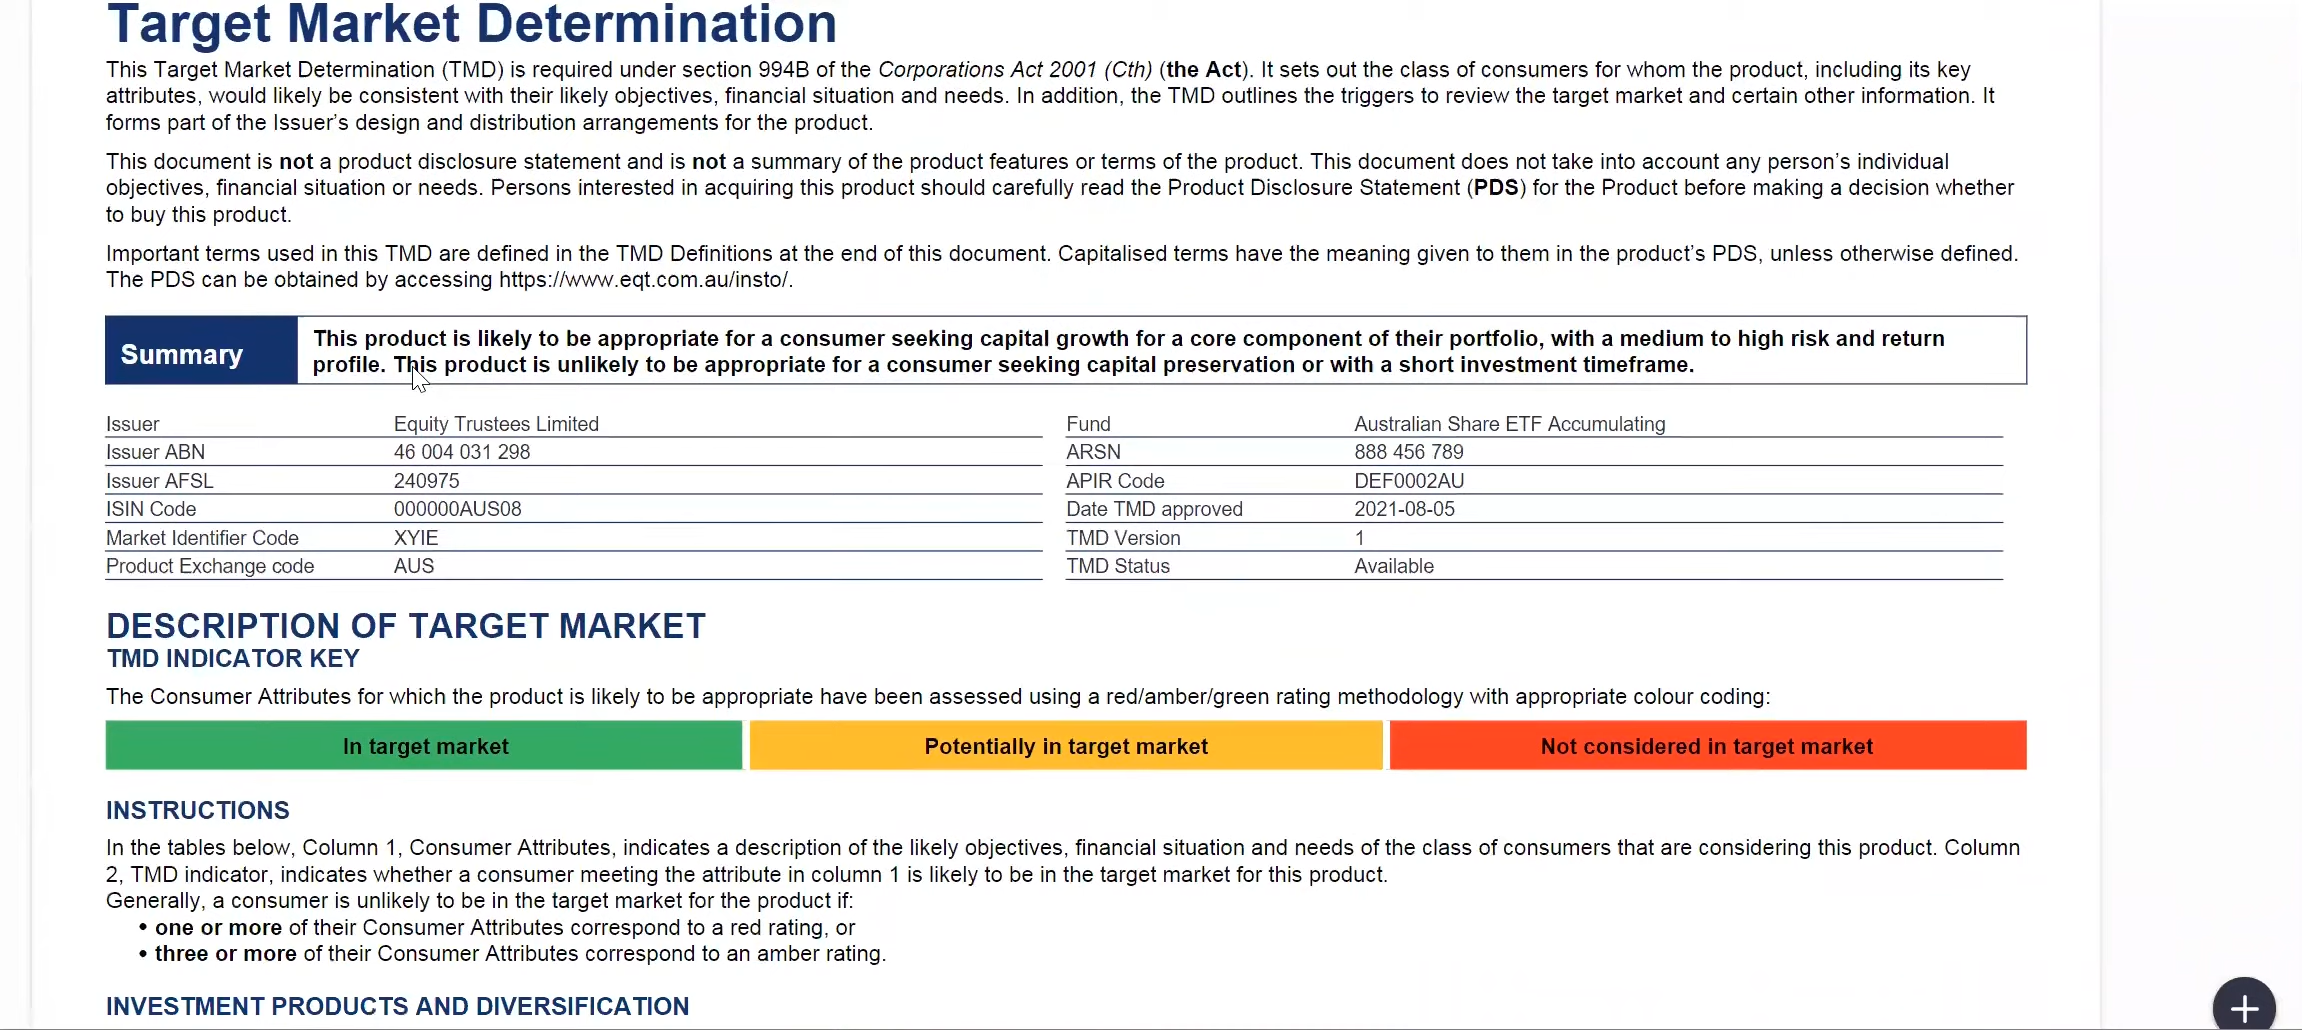 Target Market Determination
This Target Market Determination (TMD) is required under section 994B of the Corporations Act 2001 (Cth) (the Act). It sets out the class of consumers for whom the product, including its key
attributes, would likely be consistent with their likely objectives, financial situation and needs. In addition, the TMD outlines the triggers to review the target market and certain other information. It
forms part of the Issuer's design and distribution arrangements for the product.
This document is not a product disclosure statement and is not a summary of the product features or terms of the product. This document does not take into account any person's individual
objectives, financial situation or needs. Persons interested in acquiring this product should carefully read the Product Disclosure Statement (PDS) for the Product before making a decision whether
to buy this product.
Important terms used in this TMD are defined in the TMD Definitions at the end of this document. Capitalised terms have the meaning given to them in the product's PDS, unless otherwise defined.
The PDS can be obtained by accessing https://www.eqt.com.au/insto/.
Summary
This product is likely to be appropriate for a consumer seeking capital growth for a core component of their portfolio, with a medium to high risk and return
profile. This product is unlikely to be appropriate for a consumer seeking capital preservation or with a short investment timeframe.
Issuer Equity Trustees Limited
Issuer ABN 46 004 031 298
Issuer AFSL 240975
ISIN Code 000000AUS08
Market Identifier Code XYIE
Product Exchange code AUS
Fund Australian Share ETF Accumulating
ARSN 888 456 789
APIR Code DEF0002AU
Date TMD approved 2021-08-05
TMD Version 1
TMD Status Available
DESCRIPTION OF TARGET MARKET
TMD INDICATOR KEY
The Consumer Attributes for which the product is likely to be appropriate have been assessed using a red/amber/green rating methodology with appropriate colour coding:
In target market
Potentially in target market
Not considered in target market
INSTRUCTIONS
In the tables below, Column 1, Consumer Attributes, indicates a description of the likely objectives, financial situation and needs of the class of consumers that are considering this product. Column
2, TMD indicator, indicates whether a consumer meeting the attribute in column 1 is likely to be in the target market for this product.
Generally, a consumer is unlikely to be in the target market for the product if:
• one or more of their Consumer Attributes correspond to a red rating, or
• three or more of their Consumer Attributes correspond to an amber rating.
INVESTMENT PRODUCTS AND DIVERSIFICATION